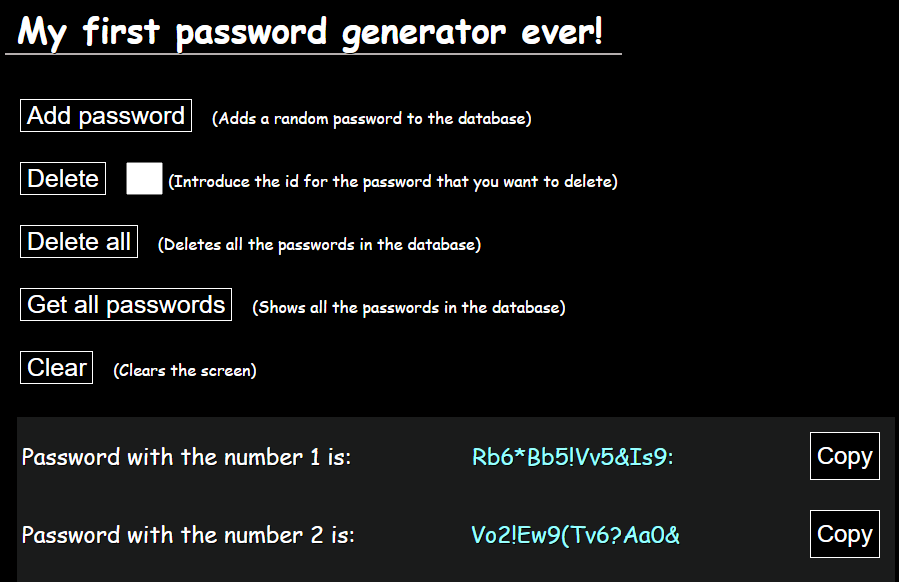 My first password generator ever!
Add password (Adds a random password to the database)
Delete (Introduce the id for the password that you want to delete)
Delete all (Deletes all the passwords in the database)
Get all passwords (Shows all the passwords in the database)
Clear (Clears the screen)
Password with the number 1 is: Rb6*Bb5!Vv5&Is9: Copy
Password with the number 2 is: Vo2!Ew9(Tv6?Aa0& Copy